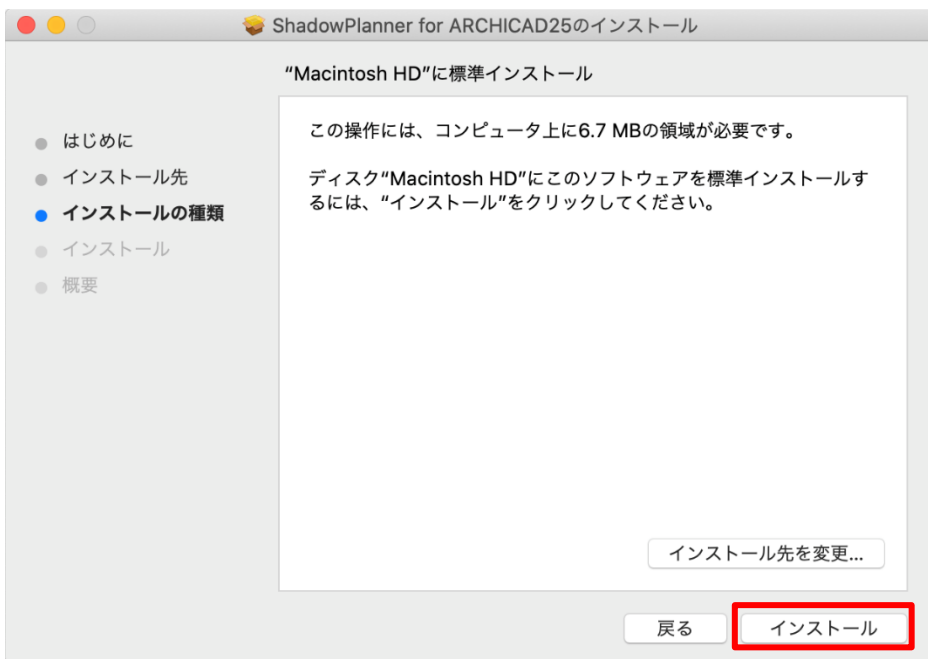 ShadowPlanner for ARCHICAD25のインストール
“Macintosh HD”に標準インストール
はじめに
インストール先
インストールの種類
インストール
概要
この操作には、コンピュータ上に6.7 MBの領域が必要です。
ディスク“Macintosh HD”にこのソフトウェアを標準インストールす
るには、“インストール”をクリックしてください。
インストール先を変更...
戻る
インストール